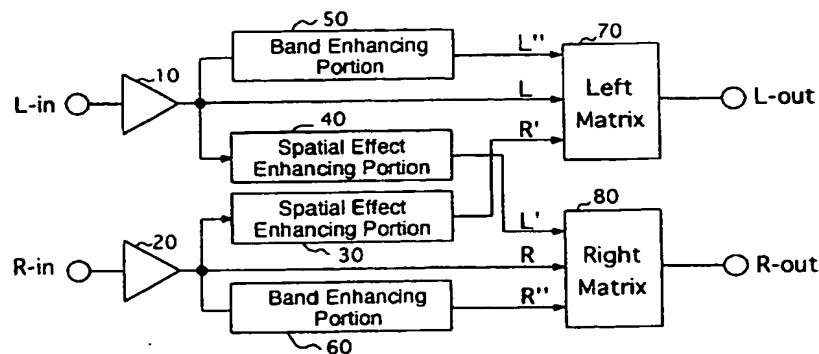 50
Band Enhancing
Portion
L''
70
10
L-in
L
Left
Matrix
L-out
40
Spatial Effect
Enhancing Portion
R'
Spatial Effect
Enhancing Portion
30
20
L'
80
R-in
R
Right
Matrix
R-out
Band Enhancing
Portion
60
R''